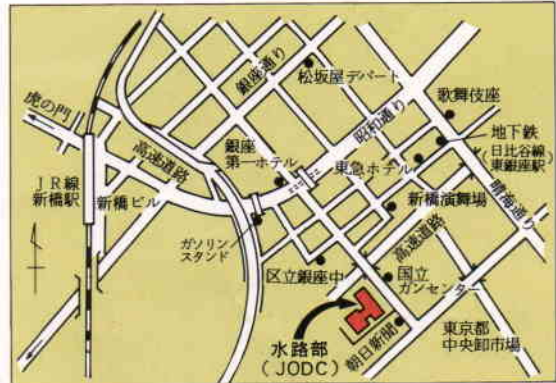 銀座通り
松坂屋デパート
虎の門
昭和通り
歌舞伎座
地下鉄
(日比谷線
東銀座駅)
銀座
第一ホテル
東急ホテル
高速道路
JR線
新橋駅
新橋ビル
新橋演舞場
晴海通り
ガソリン
スタンド
高速道路
区立銀座中
国立
ガンセンター
水路部
(JODC)
朝日新聞
東京都
中央卸市場